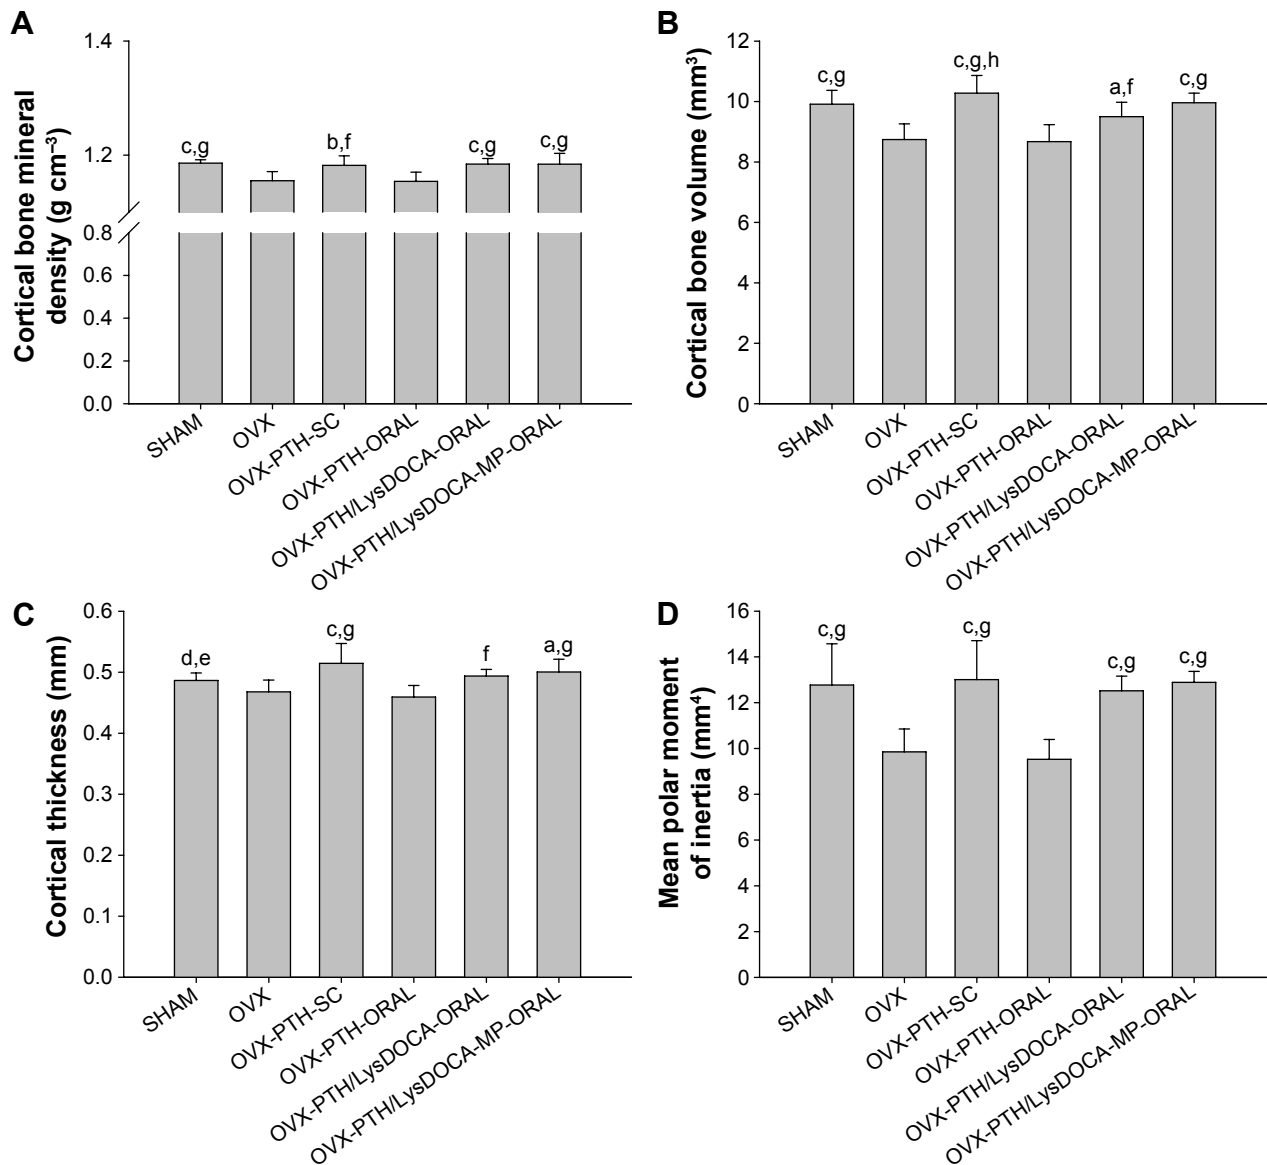 A
Cortical bone mineral
density (g cm⁻³)
1.4
1.2
0.8
0.6
0.4
0.2
0.0
c,g
b,f
c,g
c,g
SHAM
OVX
OVX-PTH-SC
OVX-PTH-ORAL
OVX-PTH/LysDOCA-ORAL
OVX-PTH/LysDOCA-MP-ORAL
B
Cortical bone volume (mm³)
12
10
8
6
4
2
0
c,g
c,g,h
a,f
c,g
SHAM
OVX
OVX-PTH-SC
OVX-PTH-ORAL
OVX-PTH/LysDOCA-ORAL
OVX-PTH/LysDOCA-MP-ORAL
C
Cortical thickness (mm)
0.6
0.5
0.4
0.3
0.2
0.1
0.0
d,e
c,g
f
a,g
SHAM
OVX
OVX-PTH-SC
OVX-PTH-ORAL
OVX-PTH/LysDOCA-ORAL
OVX-PTH/LysDOCA-MP-ORAL
D
Mean polar moment
of inertia (mm⁴)
16
14
12
10
8
6
4
2
0
c,g
c,g
c,g
c,g
SHAM
OVX
OVX-PTH-SC
OVX-PTH-ORAL
OVX-PTH/LysDOCA-ORAL
OVX-PTH/LysDOCA-MP-ORAL